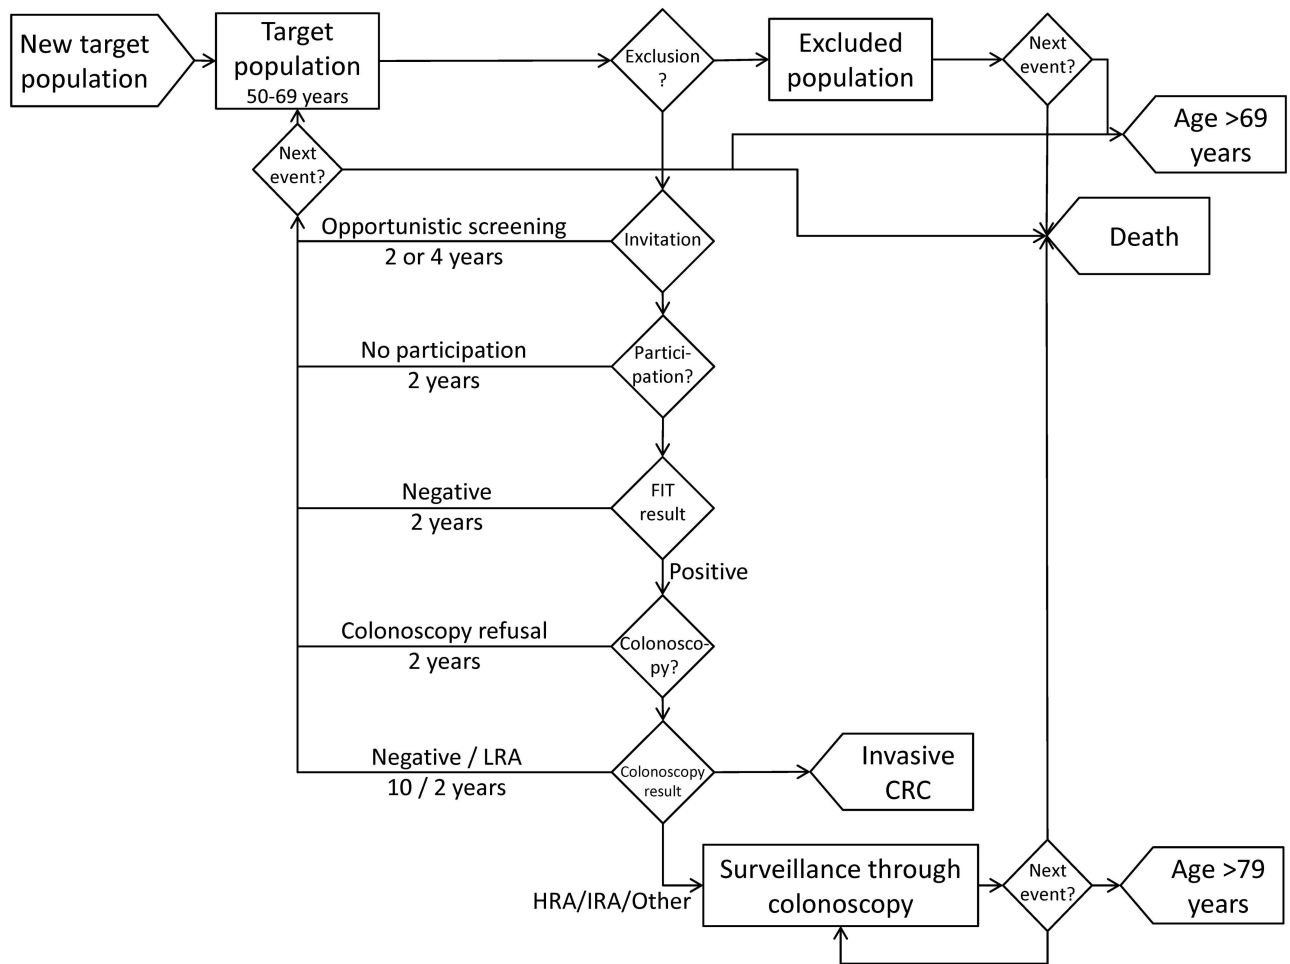 New target
population
Target
population
50-69 years
Exclusion
?
Excluded
population
Next
event?
Age >69
years
Next
event?
Death
Opportunistic screening
2 or 4 years
Invitation
No participation
2 years
Partici-
pation?
Negative
2 years
FIT
result
Positive
Colonoscopy refusal
2 years
Colonosco-
py?
Negative / LRA
10 / 2 years
Colonoscopy
result
Invasive
CRC
HRA/IRA/Other
Surveillance through
colonoscopy
Next
event?
Age >79
years